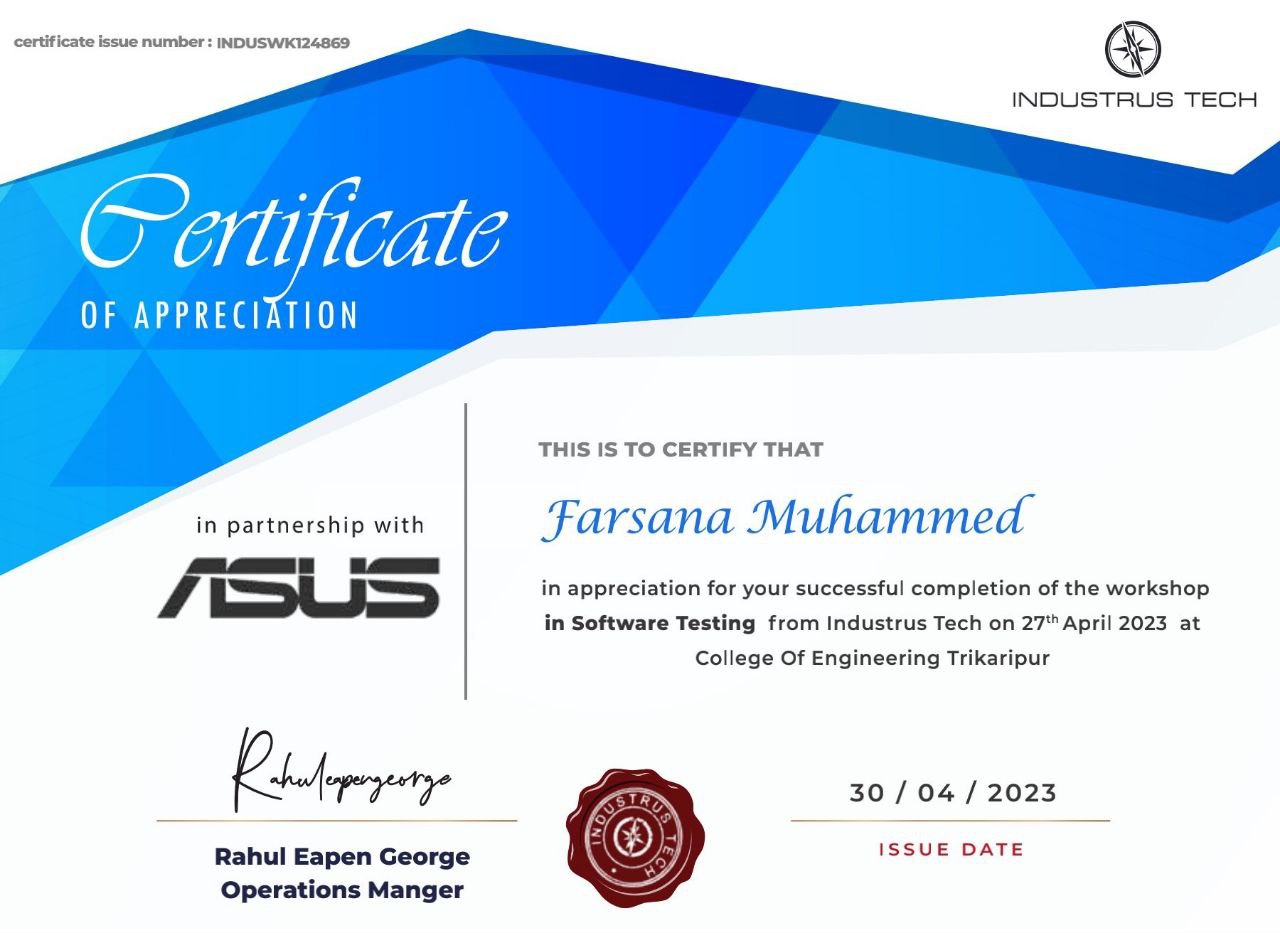 certificate issue number : INDUSWK124869
INDUSTRUS TECH
Certificate
OF APPRECIATION
THIS IS TO CERTIFY THAT
Farsana Muhammed
in partnership with
ASUS
in appreciation for your successful completion of the workshop
in Software Testing from Industrus Tech on 27th April 2023 at
College Of Engineering Trikaripur
Rahuleapengeorge
Rahul Eapen George
Operations Manger
INDUSTRUS TECH
30 / 04 / 2023
ISSUE DATE